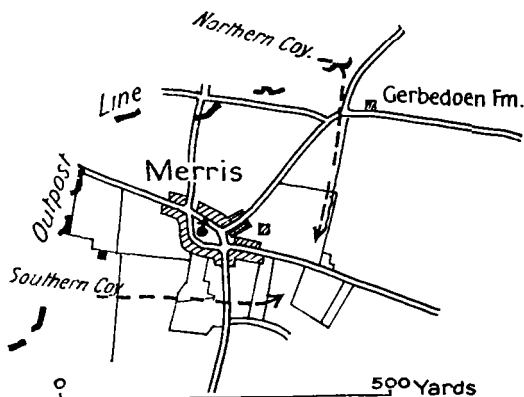 Northern Coy.
Gerbedoen Fm.
Line
Merris
Outpost
Southern Coy
0 500 Yards